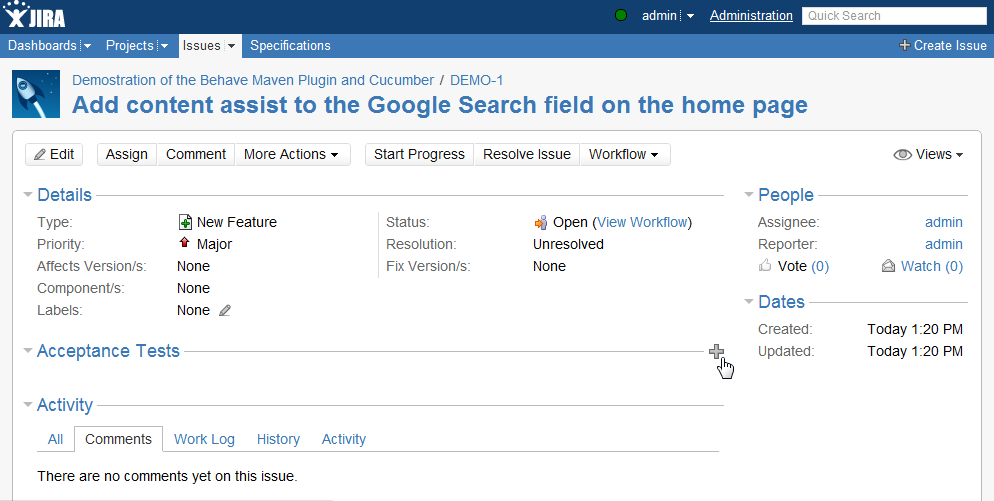 JIRA admin Administration Quick Search
Dashboards Projects Issues Specifications Create Issue
Demostration of the Behave Maven Plugin and Cucumber / DEMO-1
Add content assist to the Google Search field on the home page
Edit Assign Comment More Actions Start Progress Resolve Issue Workflow Views
Details
Type: New Feature Status: Open (View Workflow)
Priority: Major Resolution: Unresolved
Affects Version/s: None Fix Version/s: None
Component/s: None
Labels: None
People
Assignee: admin
Reporter: admin
Vote (0) Watch (0)
Dates
Created: Today 1:20 PM
Updated: Today 1:20 PM
Acceptance Tests
Activity
All Comments Work Log History Activity
There are no comments yet on this issue.